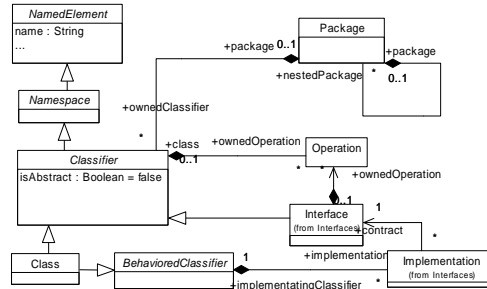 NamedElement
name : String
...
Package
+package
0..1
+package
0..1
+nestedPackage
*
Namespace
+ownedClassifier
*
+class
0..1
+ownedOperation
*
Operation
*
+ownedOperation
Classifier
isAbstract : Boolean = false
0..1
Interface
(from Interfaces)
1
+contract
*
+implementation
*
Implementation
(from Interfaces)
Class
BehavioredClassifier
1
+implementatingClassifier